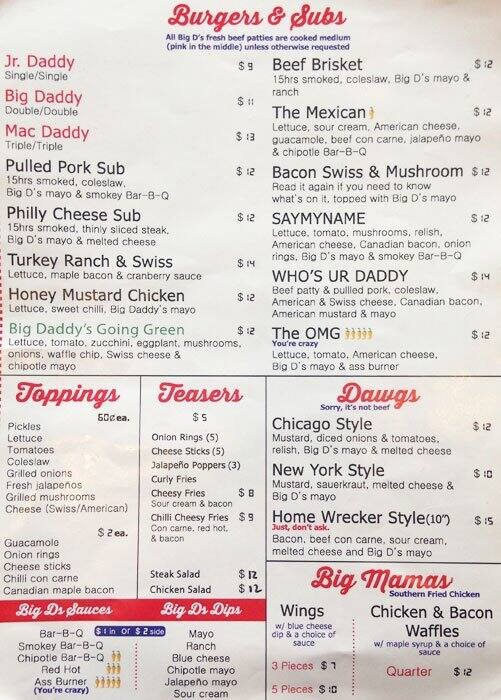 Burgers & Subs
All Big D's fresh beef patties are cooked medium
(pink in the middle) unless otherwise requested
Jr. Daddy $9
Single/Single
Big Daddy $11
Double/Double
Mac Daddy $13
Triple/Triple
Pulled Pork Sub $12
15hrs smoked, coleslaw,
Big D's mayo & smokey Bar-B-Q
Philly Cheese Sub $12
15hrs smoked, thinly sliced steak,
Big D's mayo & melted cheese
Turkey Ranch & Swiss $14
Lettuce, maple bacon & cranberry sauce
Honey Mustard Chicken $12
Lettuce, sweet chilli, Big Daddy's mayo
Big Daddy's Going Green $12
Lettuce, tomato, zucchini, eggplant, mushrooms,
onions, waffle chip, Swiss cheese &
chipotle mayo
Beef Brisket $12
15hrs smoked, coleslaw, Big D's mayo &
ranch
The Mexican $12
Lettuce, sour cream, American cheese,
guacamole, beef con carne, jalapeño mayo
& chipotle Bar-B-Q
Bacon Swiss & Mushroom $12
Read it again if you need to know
what's on it, topped with Big D's mayo
SAYMYNAME $12
Lettuce, tomato, mushrooms, relish,
American cheese, Canadian bacon, onion
rings, Big D's mayo & smokey Bar-B-Q
WHO'S UR DADDY $14
Beef patty & pulled pork, coleslaw,
American & Swiss cheese, Canadian bacon,
American mustard & mayo
The OMG $12
You're crazy
Lettuce, tomato, American cheese,
Big D's mayo & ass burner
Toppings
60¢ ea.
Pickles
Lettuce
Tomatoes
Coleslaw
Grilled onions
Fresh jalapeños
Grilled mushrooms
Cheese (Swiss/American)
$2 ea.
Guacamole
Onion rings
Cheese sticks
Chilli con carne
Canadian maple bacon
Teasers
$5
Onion Rings (5)
Cheese Sticks (5)
Jalapeño Poppers (3)
Curly Fries
Cheesy Fries $8
Sour cream & bacon
Chilli Cheesy Fries $9
Con carne, red hot,
& bacon
Steak Salad $12
Chicken Salad $12
Dawgs
Sorry, it's not beef
Chicago Style $12
Mustard, diced onions & tomatoes,
relish, Big D's mayo & melted cheese
New York Style $10
Mustard, sauerkraut, melted cheese &
Big D's mayo
Home Wrecker Style(10") $15
Just, don't ask.
Bacon, beef con carne, sour cream,
melted cheese and Big D's mayo
Big Ds Sauces
$1 in or $2 side
Bar-B-Q
Smokey Bar-B-Q
Chipotle Bar-B-Q
Red Hot
Ass Burner
(You're crazy)
Big Ds Dips
Mayo
Ranch
Blue cheese
Chipotle mayo
Jalapeño mayo
Sour cream
Big Mamas
Southern Fried Chicken
Wings
w/ blue cheese
dip & a choice of
sauce
3 Pieces $7
5 Pieces $10
Chicken & Bacon
Waffles
w/ maple syrup & a choice of
sauce
Quarter $12